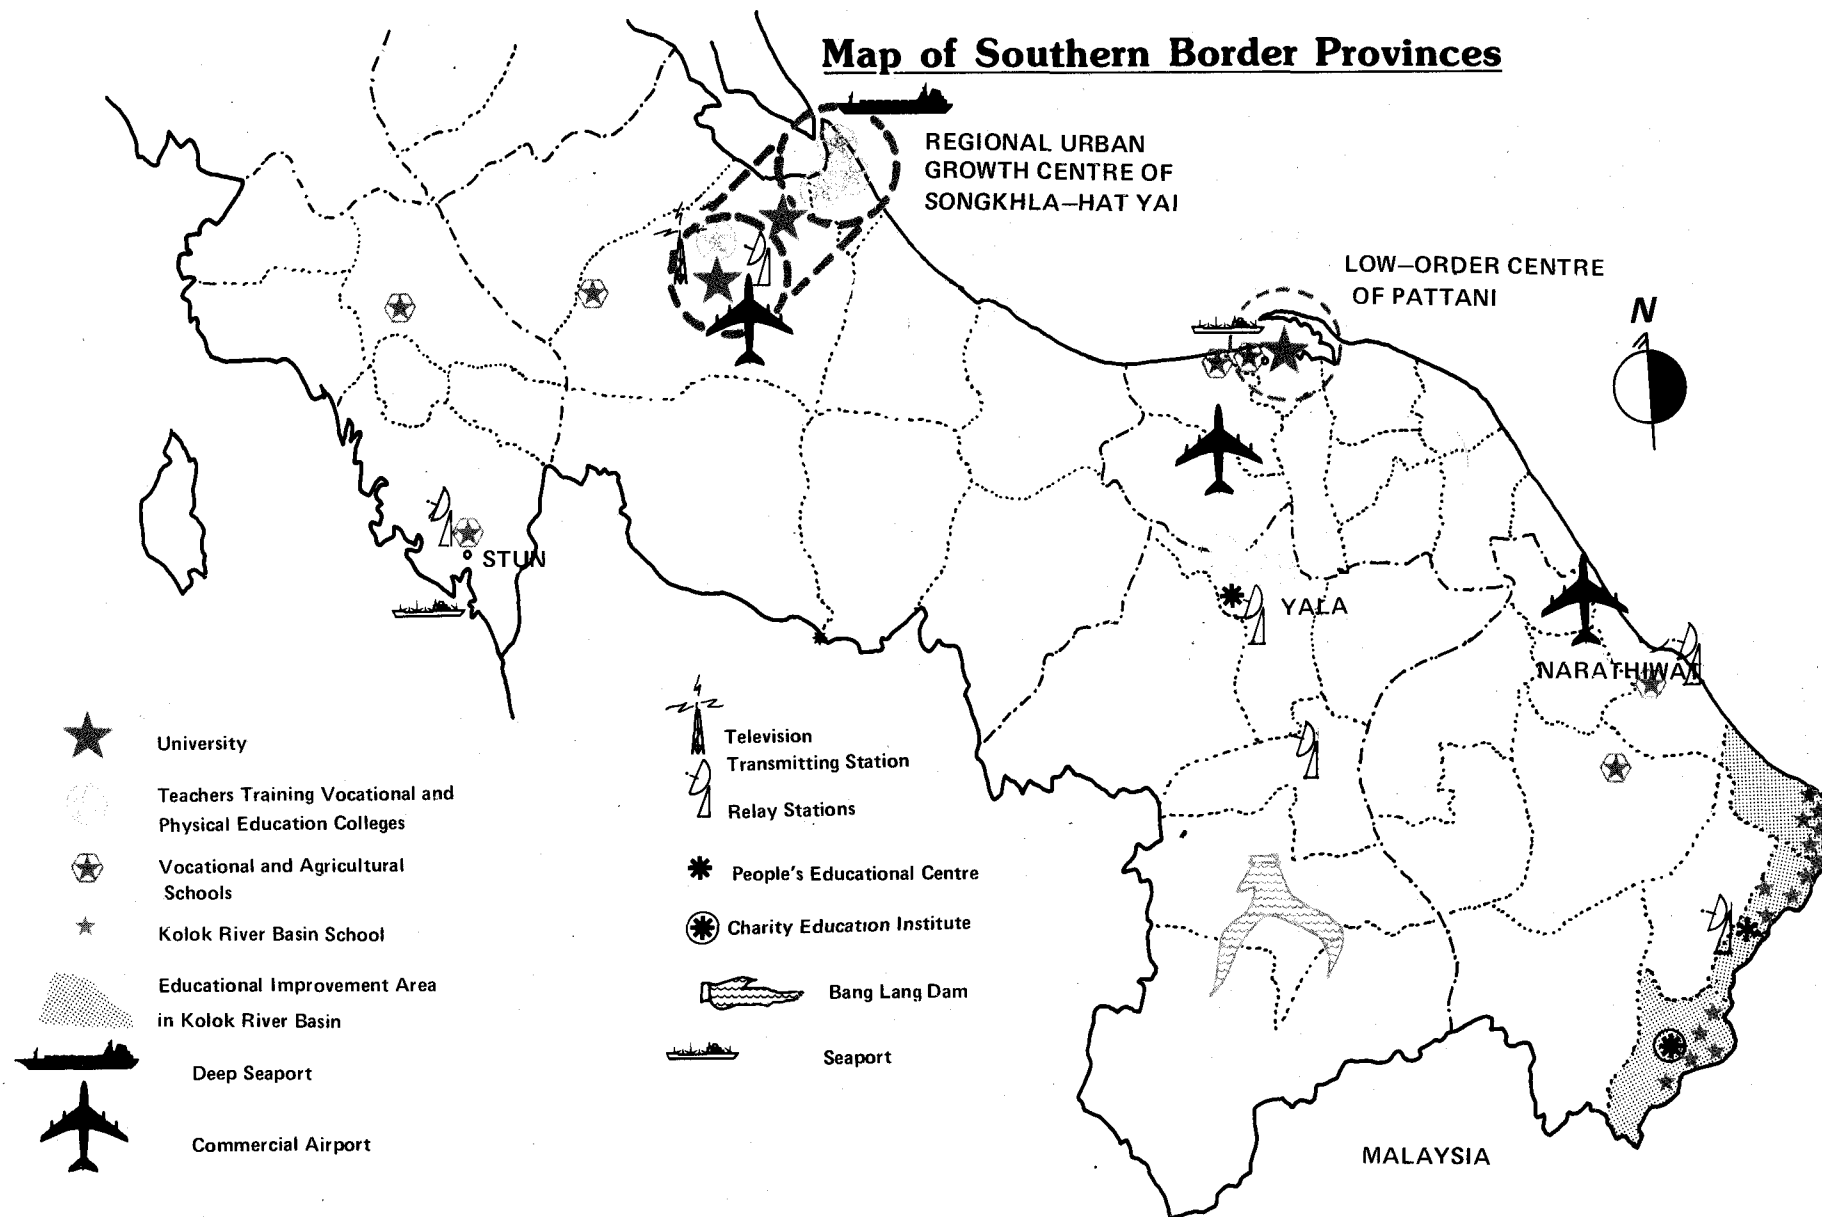 Map of Southern Border Provinces
REGIONAL URBAN
GROWTH CENTRE OF
SONGKHLA–HAT YAI
LOW–ORDER CENTRE
OF PATTANI
N
STUN
YALA
NARATHIWAT
MALAYSIA
University
Teachers Training Vocational and
Physical Education Colleges
Vocational and Agricultural
Schools
Kolok River Basin School
Educational Improvement Area
in Kolok River Basin
Deep Seaport
Commercial Airport
Television
Transmitting Station
Relay Stations
People's Educational Centre
Charity Education Institute
Bang Lang Dam
Seaport